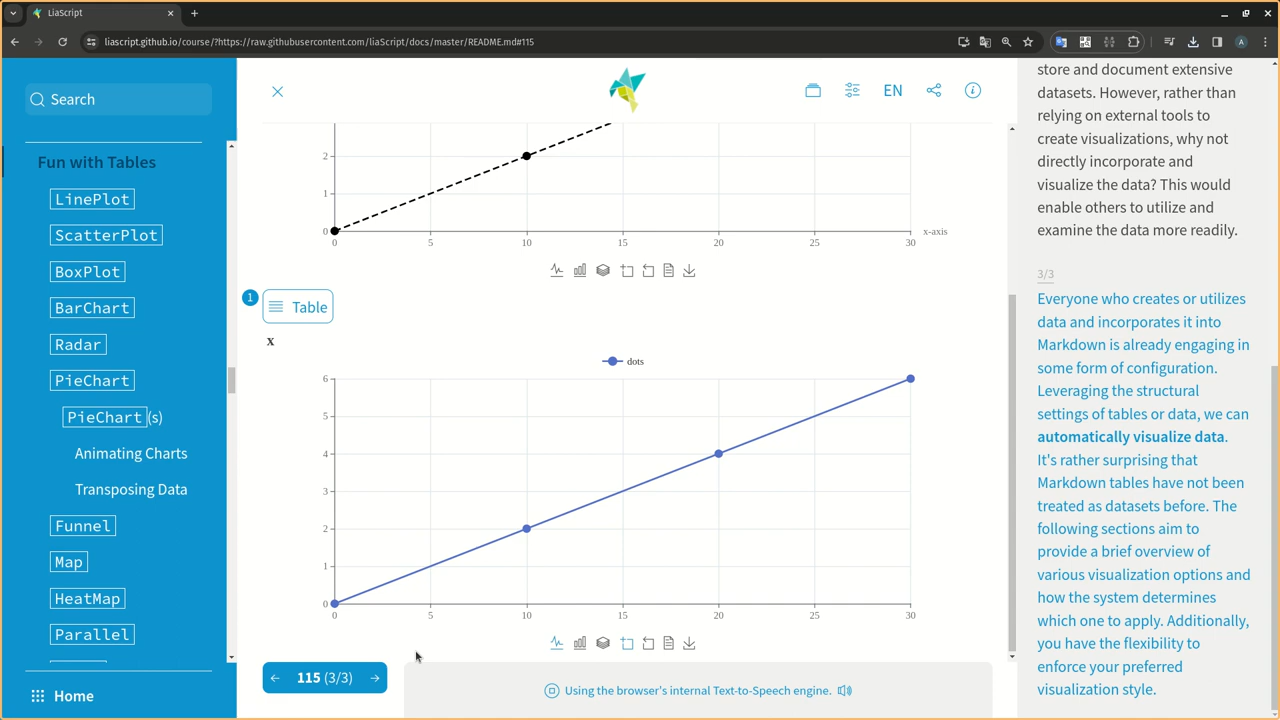 LiaScript
liascript.github.io/course/?https://raw.githubusercontent.com/liaScript/docs/master/README.md#115
A
Search
Fun with Tables
LinePlot
ScatterPlot
BoxPlot
BarChart
Radar
PieChart
PieChart(s)
Animating Charts
Transposing Data
Funnel
Map
HeatMap
Parallel
Home
EN
2
1
0
0 5 10 15 20 25 30
x-axis
1
Table
x
dots
6
5
4
3
2
1
0
0 5 10 15 20 25 30
115 (3/3)
Using the browser's internal Text-to-Speech engine.
store and document extensive
datasets. However, rather than
relying on external tools to
create visualizations, why not
directly incorporate and
visualize the data? This would
enable others to utilize and
examine the data more readily.
3/3
Everyone who creates or utilizes
data and incorporates it into
Markdown is already engaging in
some form of configuration.
Leveraging the structural
settings of tables or data, we can
automatically visualize data.
It's rather surprising that
Markdown tables have not been
treated as datasets before. The
following sections aim to
provide a brief overview of
various visualization options and
how the system determines
which one to apply. Additionally,
you have the flexibility to
enforce your preferred
visualization style.